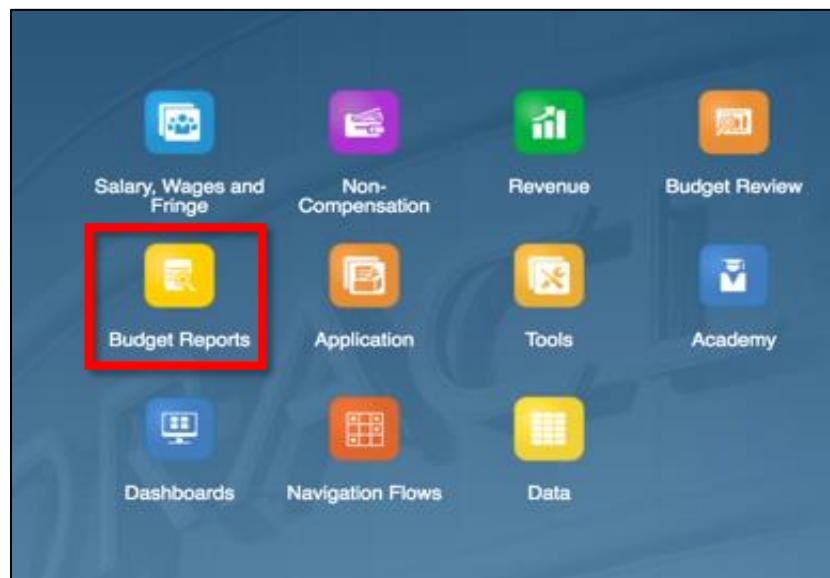 Salary, Wages and
Fringe
Non-
Compensation
Revenue
Budget Review
Budget Reports
Application
Tools
Academy
Dashboards
Navigation Flows
Data